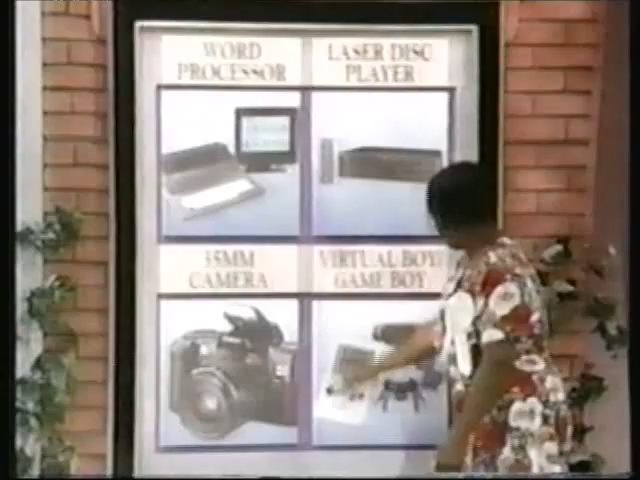 WORD
PROCESSOR
LASER DISC
PLAYER
35MM
CAMERA
VIRTUAL BOY/
GAME BOY